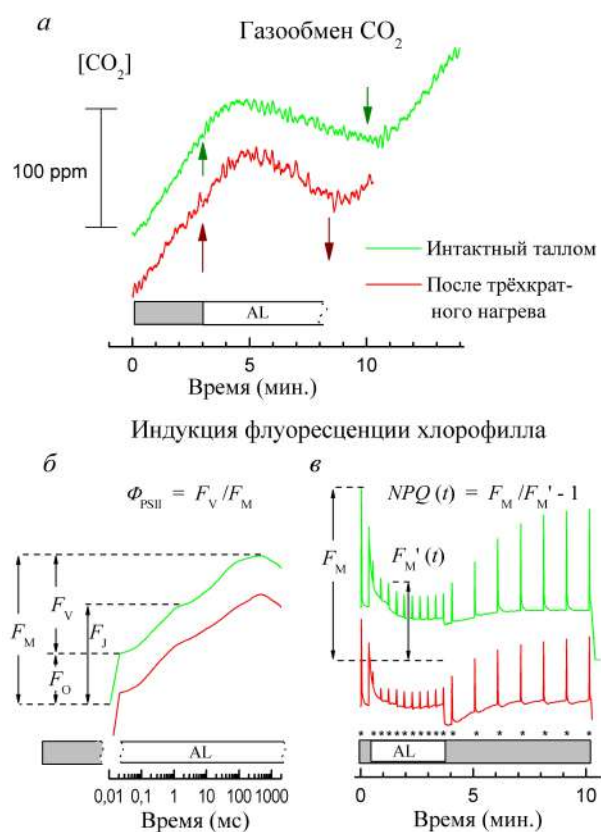 а
Газообмен CO2
[CO2]
100 ppm
Интактный таллом
После трёхкрат-
ного нагрева
AL
0 5 10
Время (мин.)
Индукция флуоресценции хлорофилла
б
ΦPSII = FV /FM
FM
FV
FO
FJ
AL
0,01 0,1 1 10 100 1000
Время (мс)
в
NPQ (t) = FM /FM' - 1
FM
FM' (t)
* * * * * * * * * * * * * * * * * *
AL
0 5 10
Время (мин.)